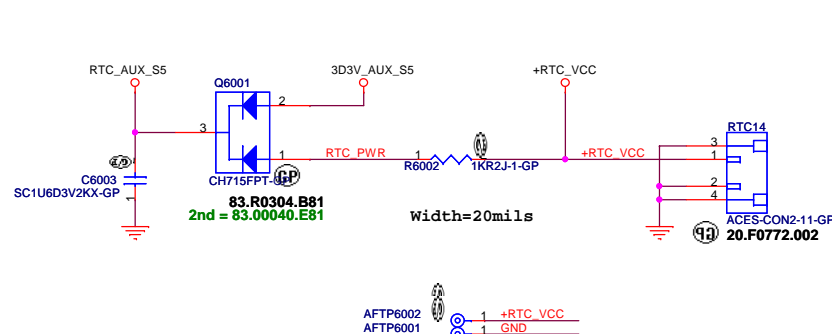 RTC_AUX_S5
3D3V_AUX_S5
+RTC_VCC
Q6001
2
3
1
RTC_PWR
1
R6002
1KR2J-1-GP
+RTC_VCC
RTC14
3
1
2
4
ACES-CON2-11-GP
20.F0772.002
C6003
SC1U6D3V2KX-GP
1
CH715FPT-GP
GP
83.R0304.B81
2nd = 83.00040.E81
Width=20mils
AFTP6002
1
+RTC_VCC
AFTP6001
1
GND